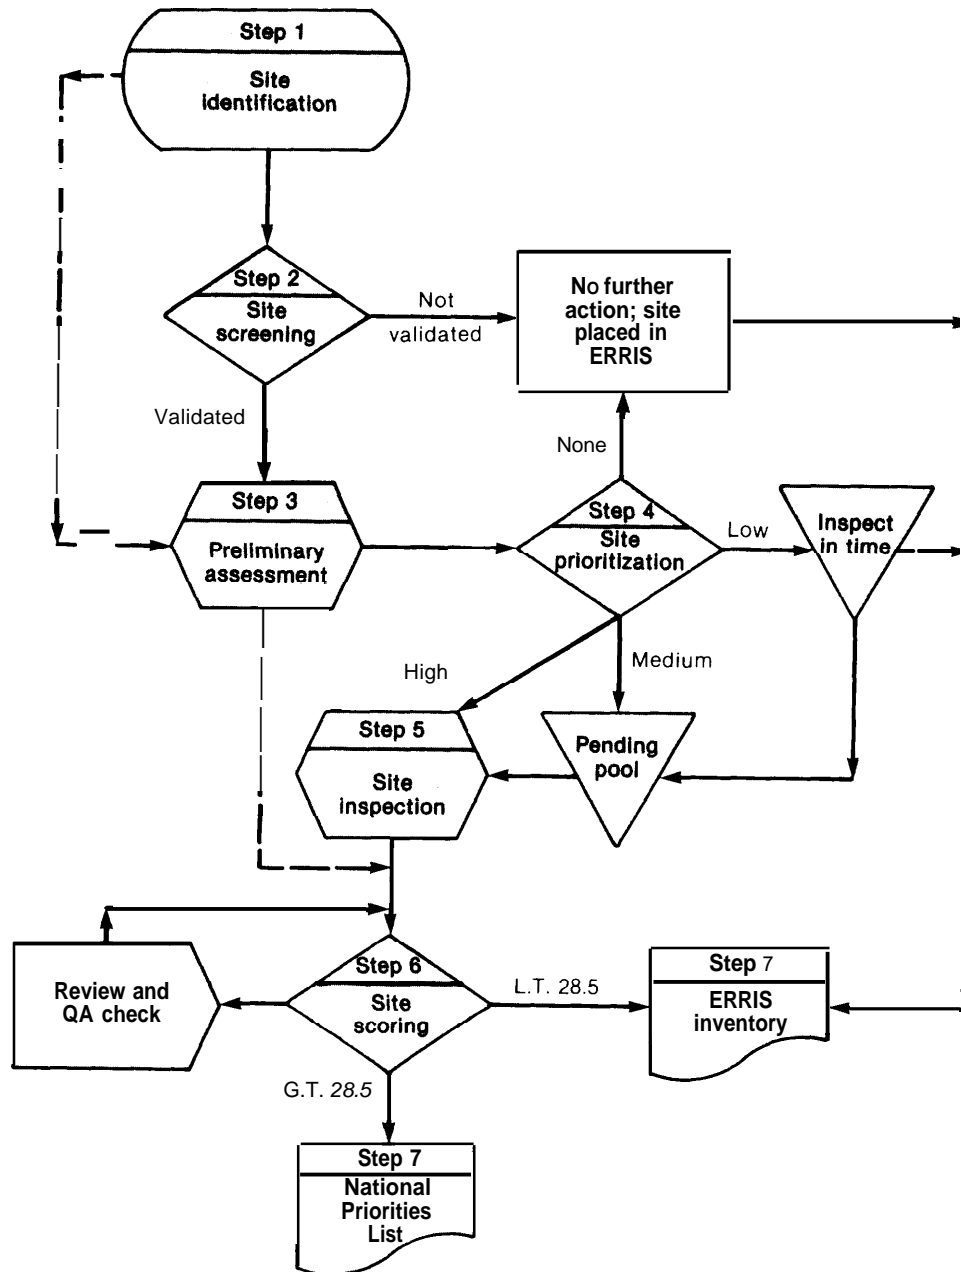 Step 1
Site
identification
Step 2
Site
screening
Not
validated
No further
action; site
placed in
ERRIS
Validated
None
Step 3
Preliminary
assessment
Step 4
Site
prioritization
Low
Inspect
in time
High
Medium
Step 5
Site
inspection
Pending
pool
Review and
QA check
Step 6
Site
scoring
L.T. 28.5
Step 7
ERRIS
inventory
G.T. 28.5
Step 7
National
Priorities
List